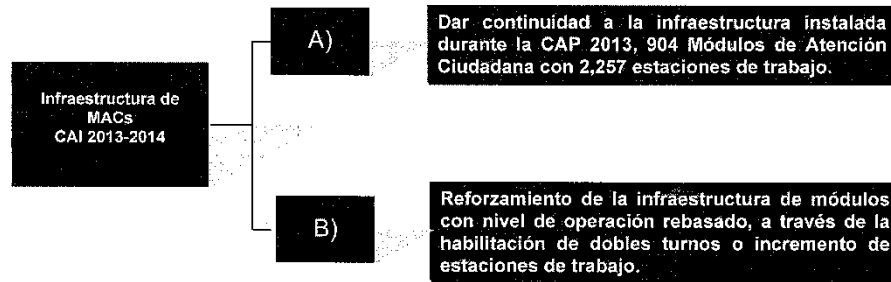 Infraestructura de
MACs
CAI 2013-2014
A)
Dar continuidad a la infraestructura instalada
durante la CAP 2013, 904 Módulos de Atención
Ciudadana con 2,257 estaciones de trabajo.
B)
Reforzamiento de la infraestructura de módulos
con nivel de operación rebasado, a través de la
habilitación de dobles turnos o incremento de
estaciones de trabajo.